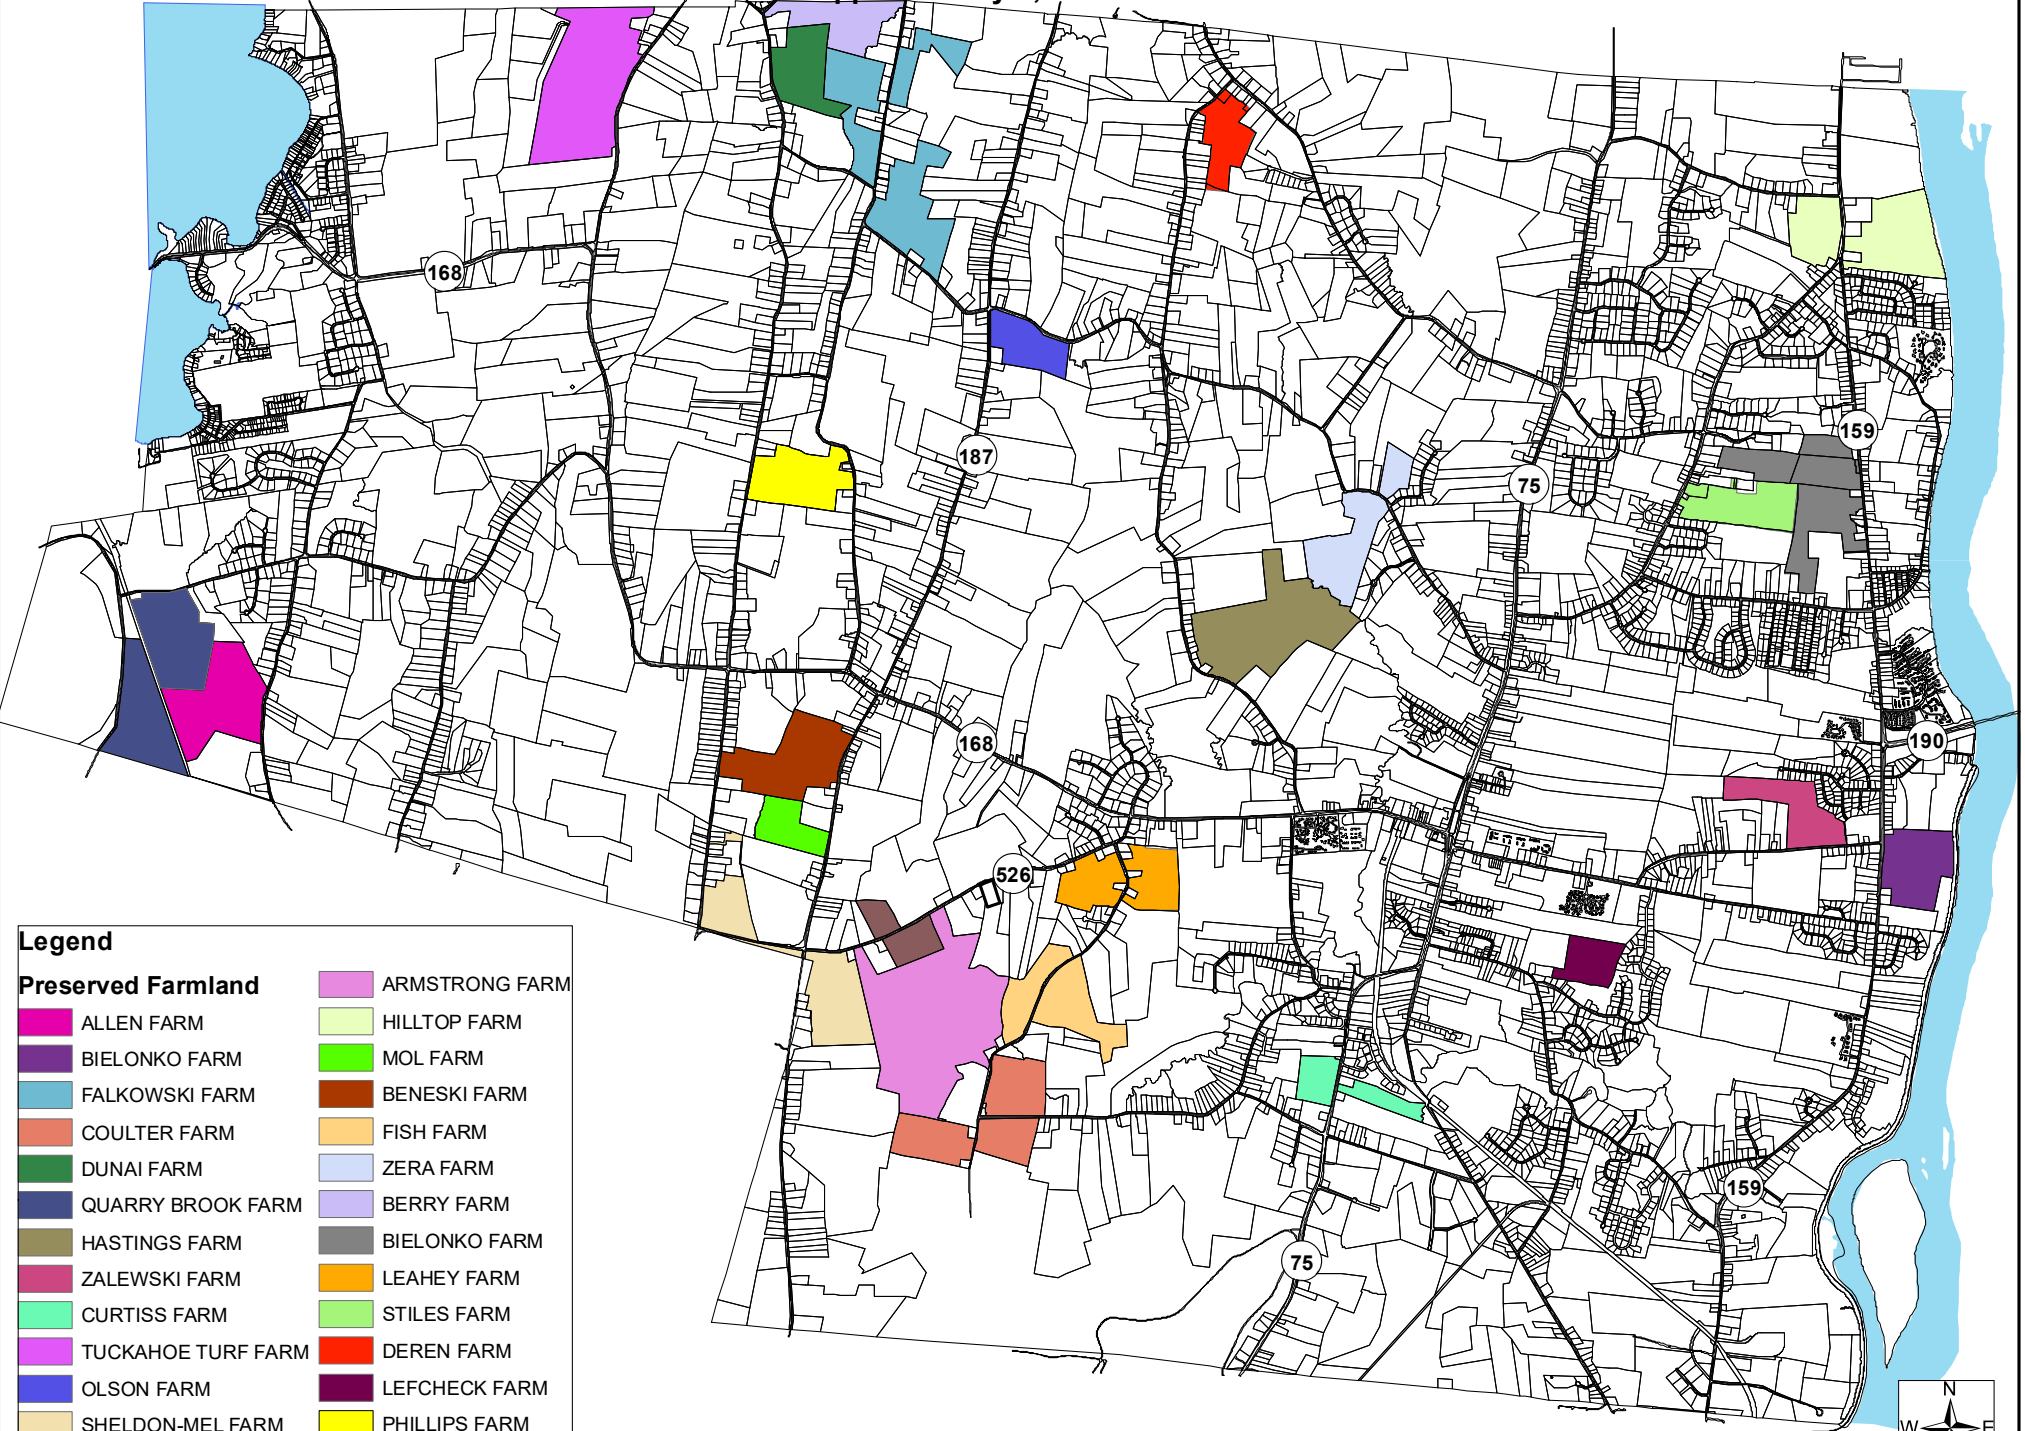 168
187
75
159
190
168
526
159
75
Legend
Preserved Farmland
ALLEN FARM
BIELONKO FARM
FALKOWSKI FARM
COULTER FARM
DUNAI FARM
QUARRY BROOK FARM
HASTINGS FARM
ZALEWSKI FARM
CURTISS FARM
TUCKAHOE TURF FARM
OLSON FARM
SHELDON-MEL FARM
ARMSTRONG FARM
HILLTOP FARM
MOL FARM
BENESKI FARM
FISH FARM
ZERA FARM
BERRY FARM
BIELONKO FARM
LEAHEY FARM
STILES FARM
DEREN FARM
LEFCHECK FARM
PHILLIPS FARM
N
W E